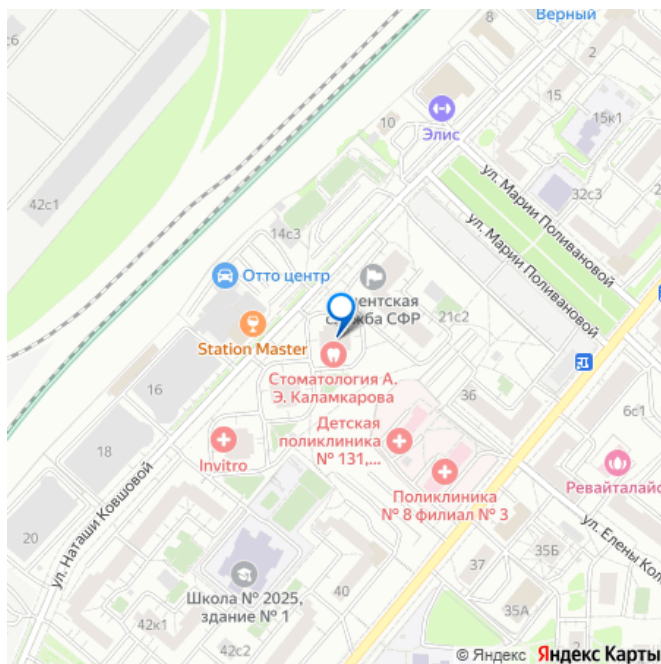 8
Верный
2
15
15к1
Элис
10
32с3
ул. Марии Поливановой
ул. Марии Поливановой
42с1
14с3
Отто центр
ентская
служба СФР
21с2
Station Master
Стоматология А.
Э. Каламкарова
16
36
6с1
Детская
поликлиника
№ 131,...
Invitro
18
Поликлиника
№ 8 филиал № 3
Ревайталайс
ул. Наташи Ковшовой
20
ул. Елены Кол
35Б
37
40
35А
Школа № 2025,
здание № 1
42к1
42с2
2
© Яндекс Яндекс Карты